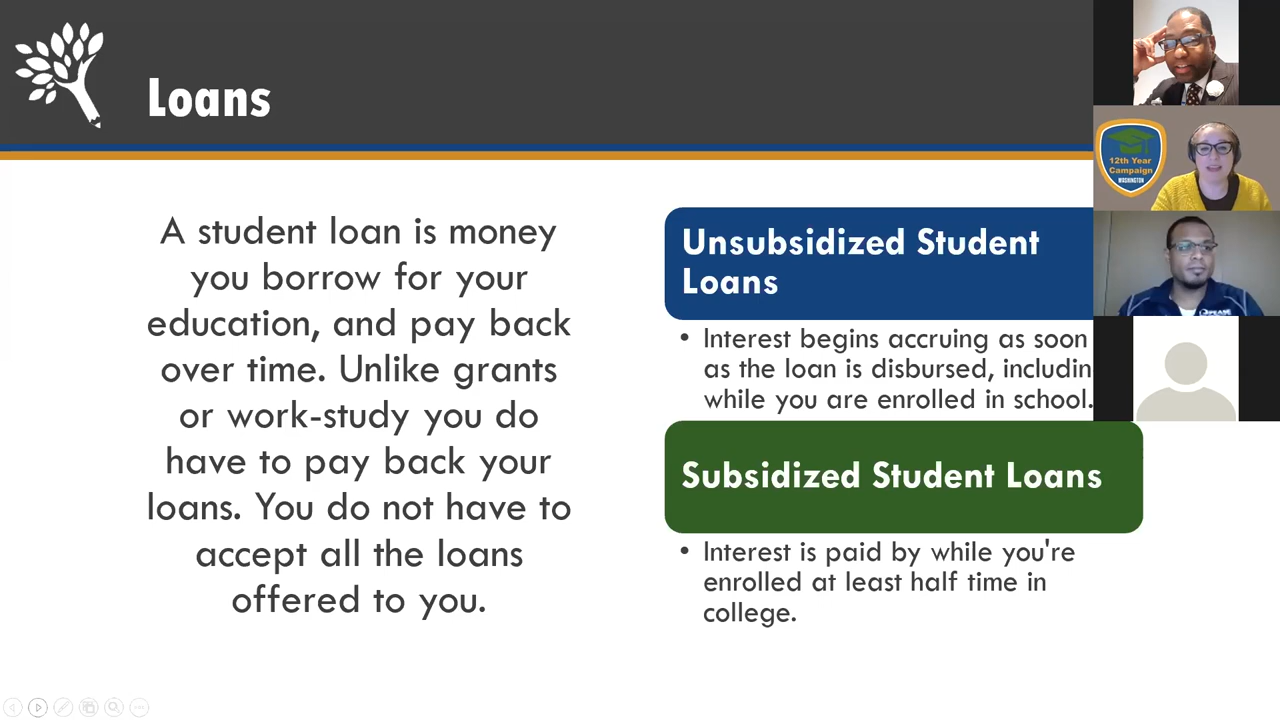 Loans
A student loan is money
you borrow for your
education, and pay back
over time. Unlike grants
or work-study you do
have to pay back your
loans. You do not have to
accept all the loans
offered to you.
Unsubsidized Student
Loans
• Interest begins accruing as soon
as the loan is disbursed, includin
while you are enrolled in school.
Subsidized Student Loans
• Interest is paid by while you're
enrolled at least half time in
college.
12th Year
Campaign
WASHINGTON